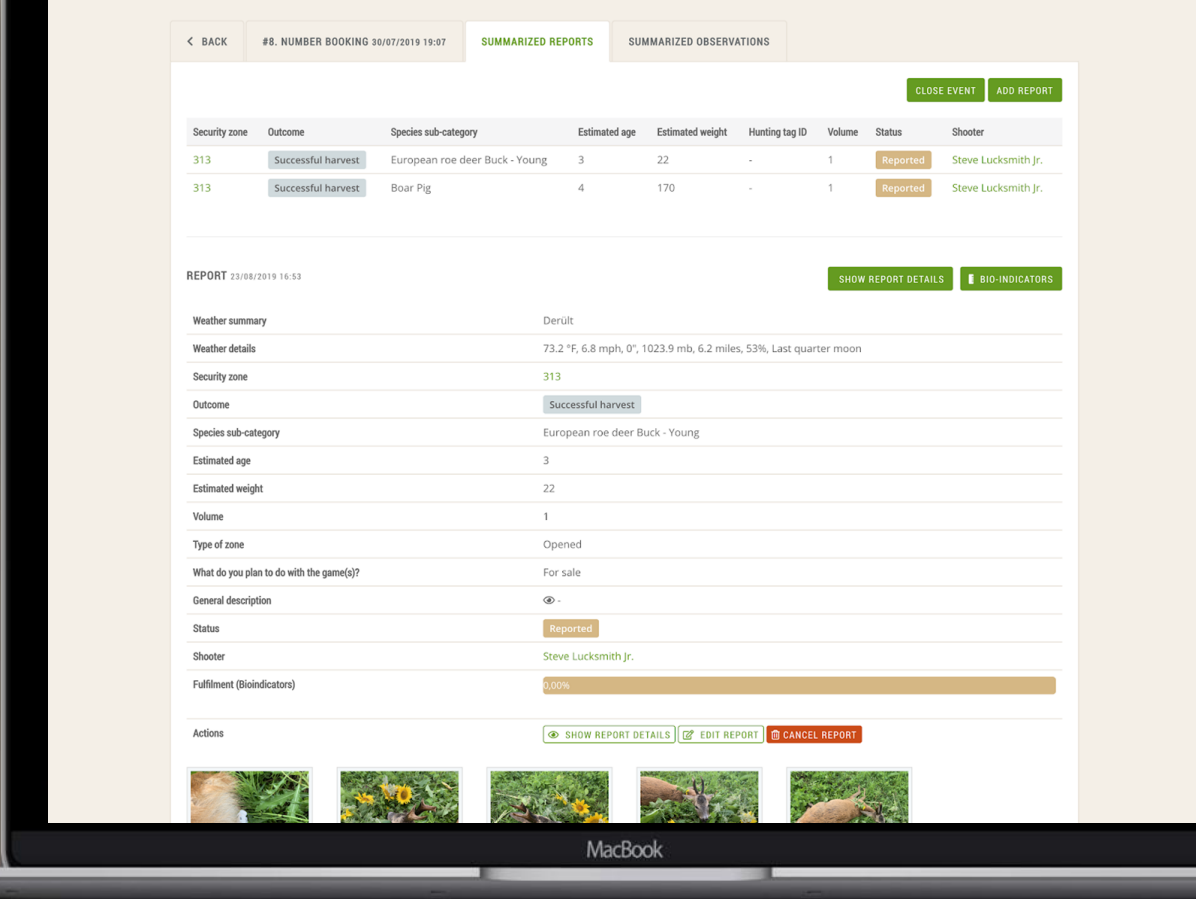 BACK
#8. NUMBER BOOKING 30/07/2019 19:07
SUMMARIZED REPORTS
SUMMARIZED OBSERVATIONS
CLOSE EVENT
ADD REPORT
Security zone Outcome Species sub-category Estimated age Estimated weight Hunting tag ID Volume Status Shooter
313 Successful harvest European roe deer Buck - Young 3 22 - 1 Reported Steve Lucksmith Jr.
313 Successful harvest Boar Pig 4 170 - 1 Reported Steve Lucksmith Jr.
REPORT 23/08/2019 16:53
SHOW REPORT DETAILS
BIO-INDICATORS
Weather summary Derült
Weather details 73.2 °F, 6.8 mph, 0", 1023.9 mb, 6.2 miles, 53%, Last quarter moon
Security zone 313
Outcome Successful harvest
Species sub-category European roe deer Buck - Young
Estimated age 3
Estimated weight 22
Volume 1
Type of zone Opened
What do you plan to do with the game(s)? For sale
General description -
Status Reported
Shooter Steve Lucksmith Jr.
Fulfilment (Bioindicators) 0,00%
Actions SHOW REPORT DETAILS EDIT REPORT CANCEL REPORT
MacBook